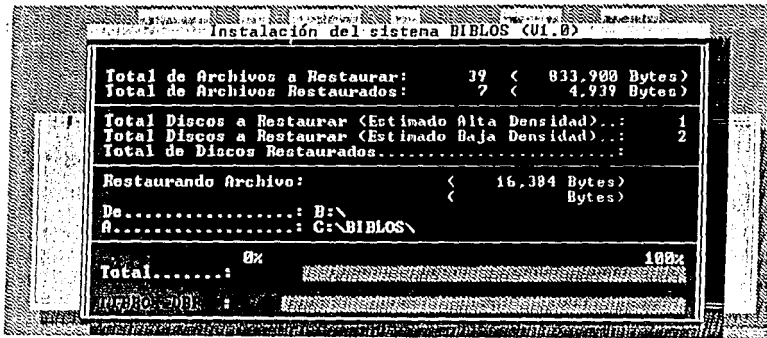 Instalación del sistema BIBLOS (V1.0)
Total de Archivos a Restaurar: 39 ( 833,900 Bytes)
Total de Archivos Restaurados: 7 ( 4,939 Bytes)
Total Discos a Restaurar (Estimado Alta Densidad)..: 1
Total Discos a Restaurar (Estimado Baja Densidad)..: 2
Total de Discos Restaurados........................:
Restaurando Archivo: ( 16,384 Bytes)
( Bytes)
De..................: B:\
A...................: C:\BIBLOS\
0% 100%
Total.......: